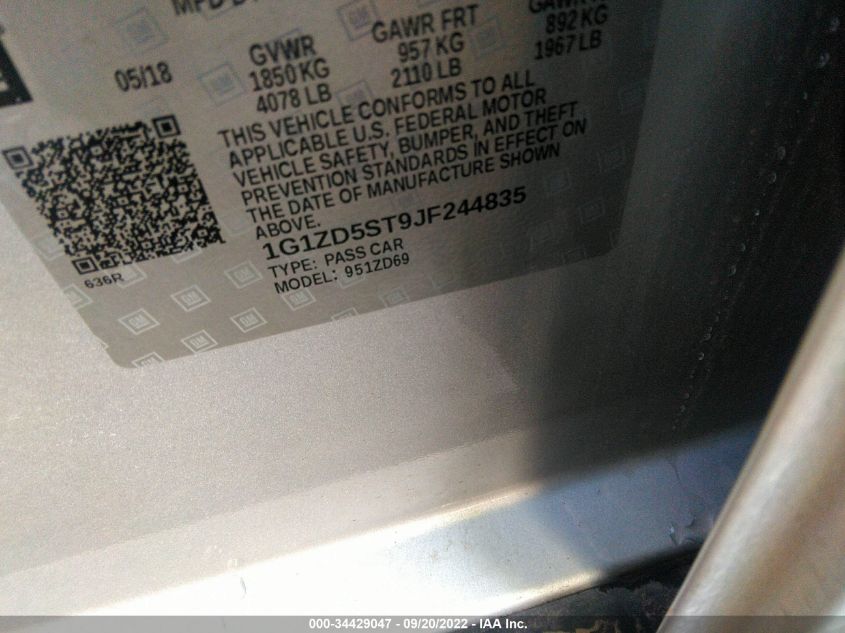 05/18
GVWR
1850 KG
4078 LB
GAWR FRT
957 KG
2110 LB
892 KG
1967 LB
THIS VEHICLE CONFORMS TO ALL
APPLICABLE U.S. FEDERAL MOTOR
VEHICLE SAFETY, BUMPER, AND THEFT
PREVENTION STANDARDS IN EFFECT ON
THE DATE OF MANUFACTURE SHOWN
ABOVE.
1G1ZD5ST9JF244835
TYPE: PASS CAR
MODEL: 951ZD69
636R
GM
000-34429047 - 09/20/2022 - IAA Inc.